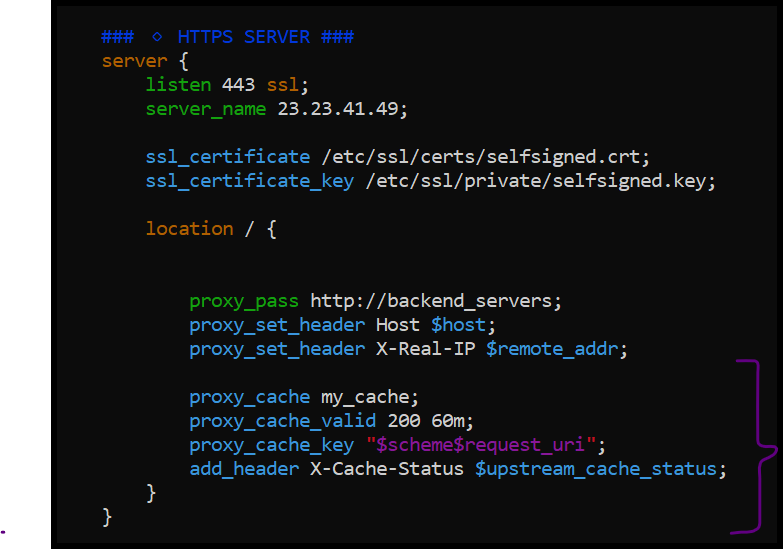 ### ⋄ HTTPS SERVER ###
server {
listen 443 ssl;
server_name 23.23.41.49;
ssl_certificate /etc/ssl/certs/selfsigned.crt;
ssl_certificate_key /etc/ssl/private/selfsigned.key;
location / {
proxy_pass http://backend_servers;
proxy_set_header Host $host;
proxy_set_header X-Real-IP $remote_addr;
proxy_cache my_cache;
proxy_cache_valid 200 60m;
proxy_cache_key "$scheme$request_uri";
add_header X-Cache-Status $upstream_cache_status;
}
}